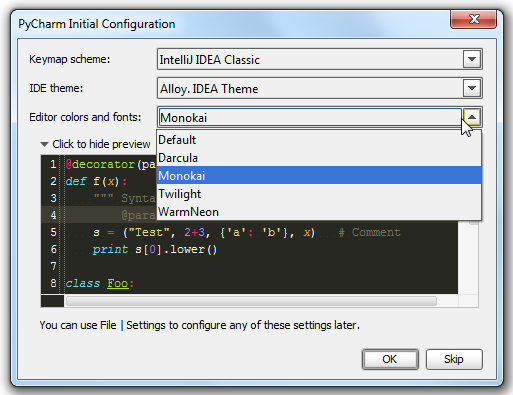 PyCharm Initial Configuration
Keymap scheme: IntelliJ IDEA Classic
IDE theme: Alloy. IDEA Theme
Editor colors and fonts: Monokai
Default
Darcula
Monokai
Twilight
WarmNeon
Click to hide preview
1 @decorator(pa
2 def f(x):
3 """ Synta
4 @para
5 s = ("Test", 2+3, {'a': 'b'}, x) # Comment
6 print s[0].lower()
7
8 class Foo:
You can use File | Settings to configure any of these settings later.
OK Skip